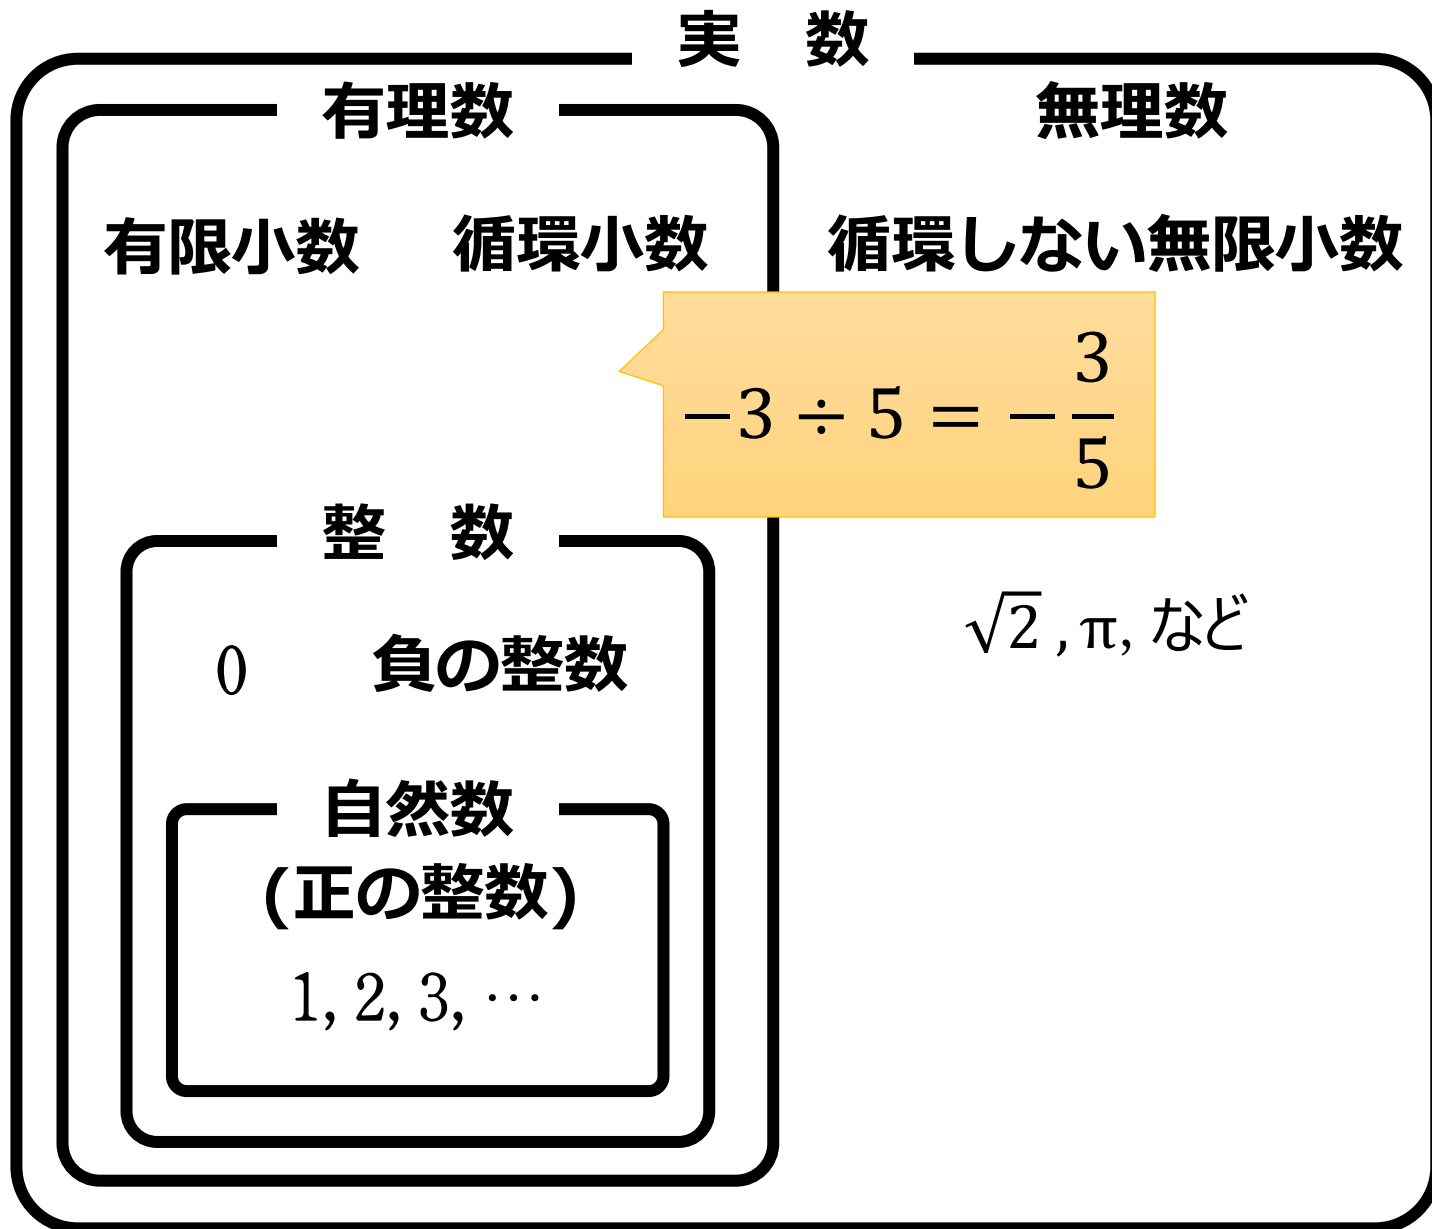 実　数
有理数
無理数
有限小数
循環小数
循環しない無限小数
−3 ÷ 5 = −3/5
整　数
0
負の整数
√2 , π, など
自然数
(正の整数)
1, 2, 3, …